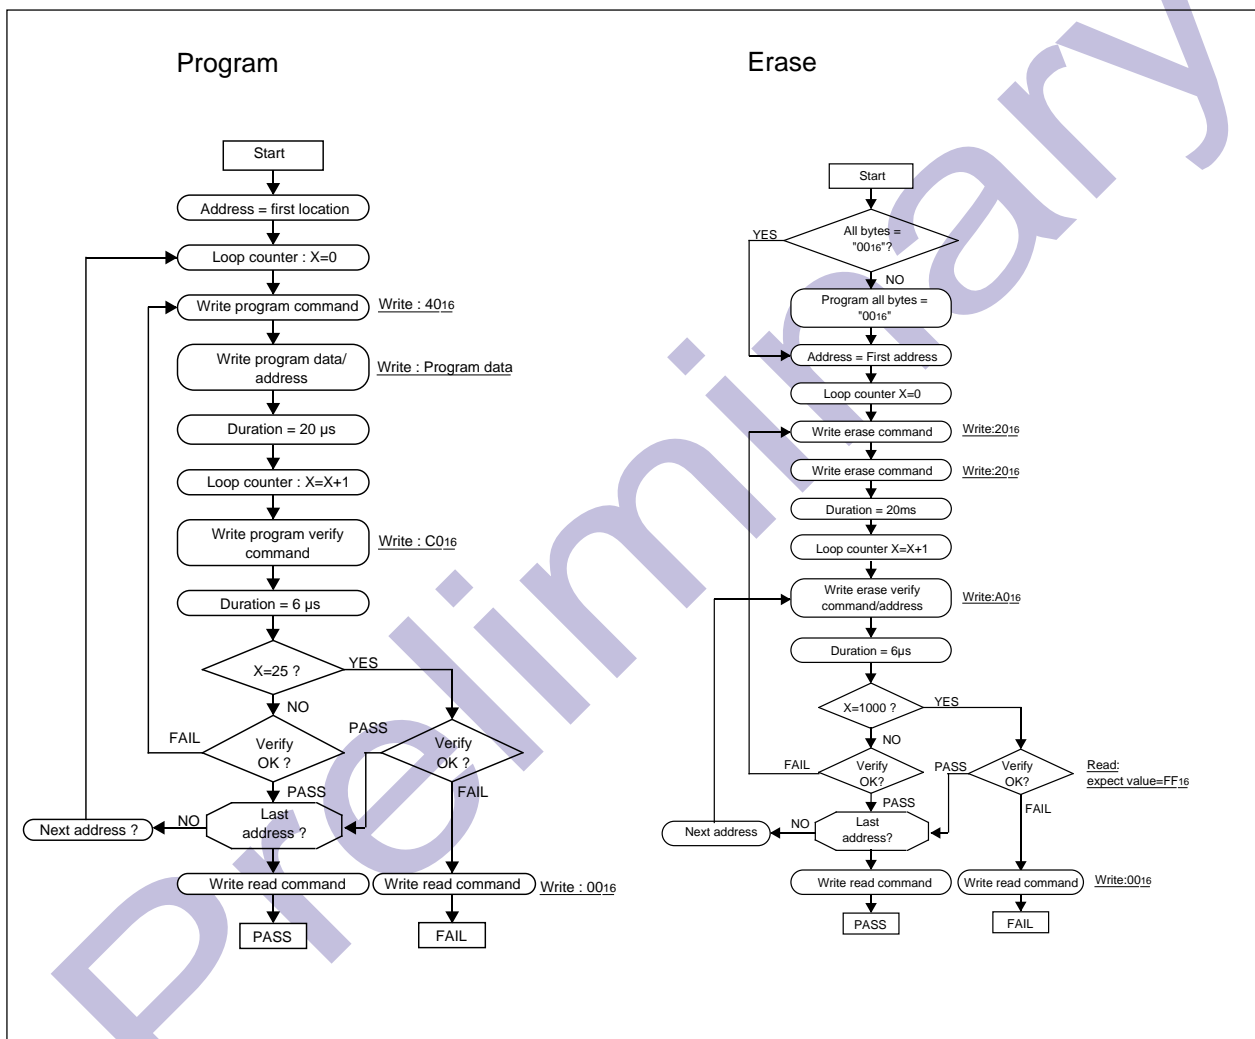 Program
Start
Address = first location
Loop counter : X=0
Write program command
Write : 4016
Write program data/
address
Write : Program data
Duration = 20 µs
Loop counter : X=X+1
Write program verify
command
Write : C016
Duration = 6 µs
X=25 ?
YES
NO
FAIL
Verify
OK ?
PASS
PASS
Verify
OK ?
FAIL
Last
address ?
NO
Next address ?
Write read command
Write read command
Write : 0016
PASS
FAIL
Erase
Start
All bytes =
"0016"?
YES
NO
Program all bytes =
"0016"
Address = First address
Loop counter X=0
Write erase command
Write:2016
Write erase command
Write:2016
Duration = 20ms
Loop counter X=X+1
Write erase verify
command/address
Write:A016
Duration = 6µs
X=1000 ?
YES
NO
FAIL
Verify
OK?
PASS
PASS
Verify
OK?
FAIL
Read:
expect value=FF16
Last
address?
NO
Next address
Write read command
Write read command
Write:0016
PASS
FAIL
Preliminary